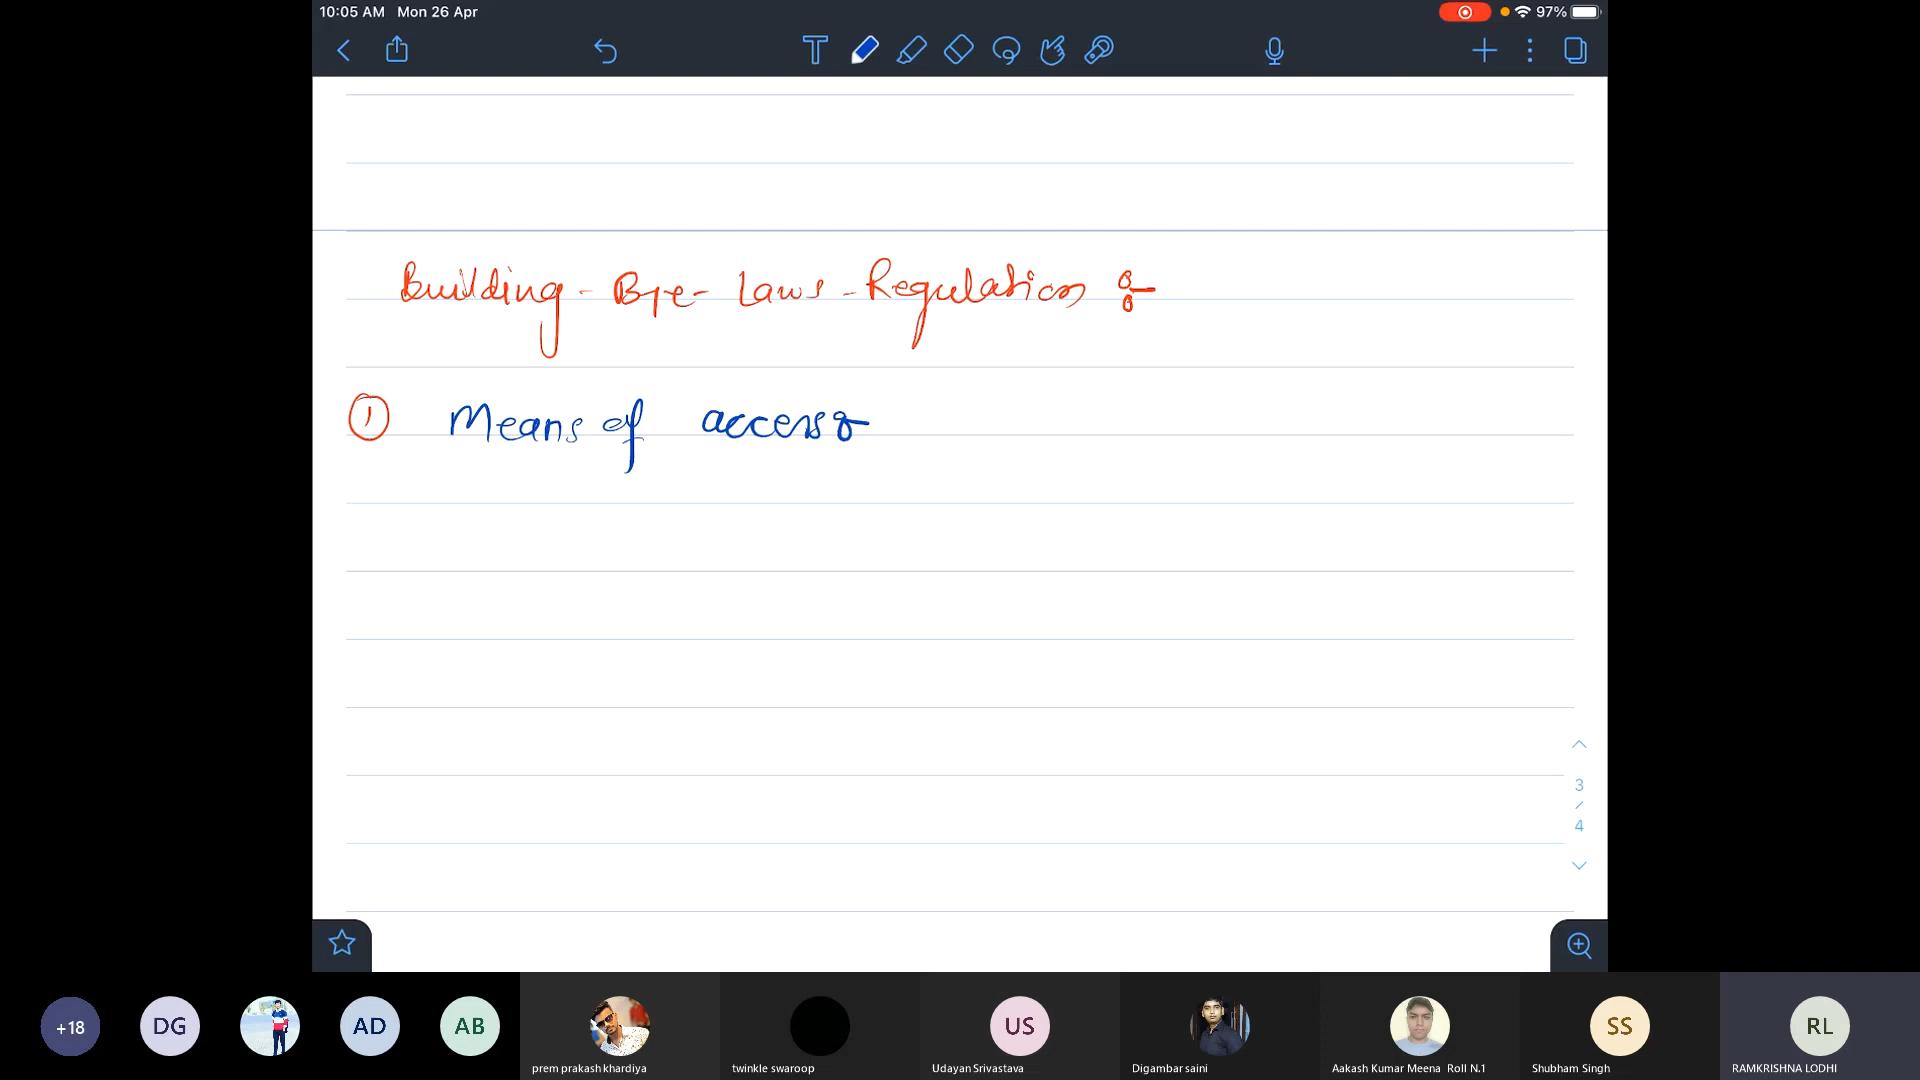 10:05 AM Mon 26 Apr
97%
Building - Bye - Laws - Regulation :-
① Means of access :-
3
/
4
+18
DG
AD
AB
US
SS
RL
prem prakash khardiya
twinkle swaroop
Udayan Srivastava
Digambar saini
Aakash Kumar Meena Roll N.1
Shubham Singh
RAMKRISHNA LODHI